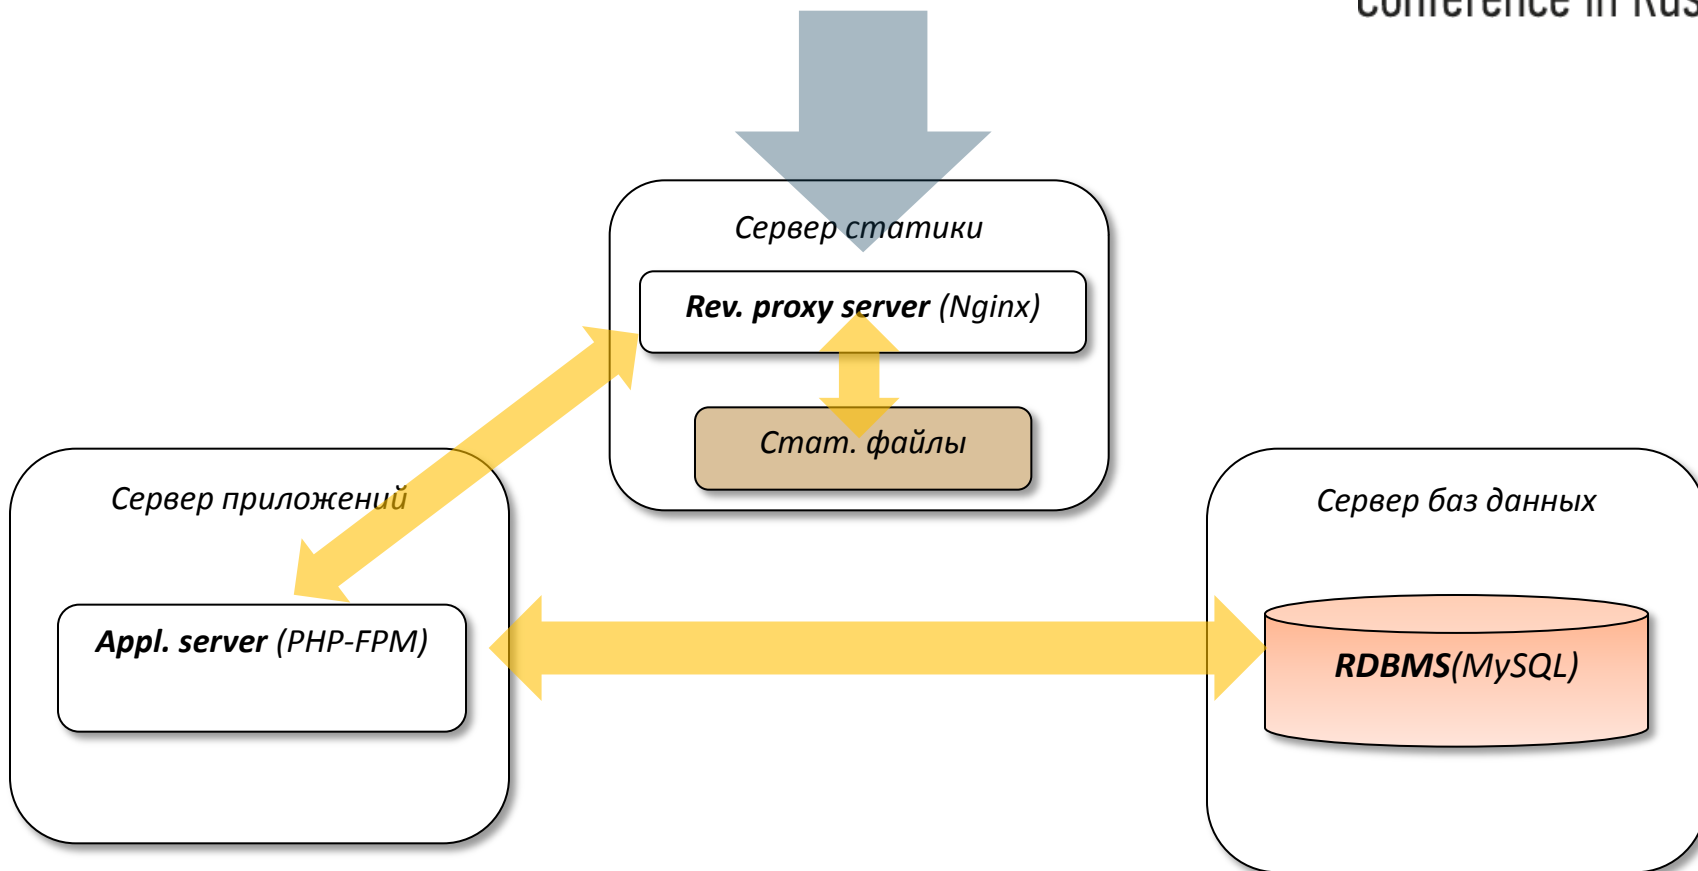 conference in Rus
Сервер статики
Rev. proxy server (Nginx)
Стат. файлы
Сервер приложений
Appl. server (PHP-FPM)
Сервер баз данных
RDBMS(MySQL)